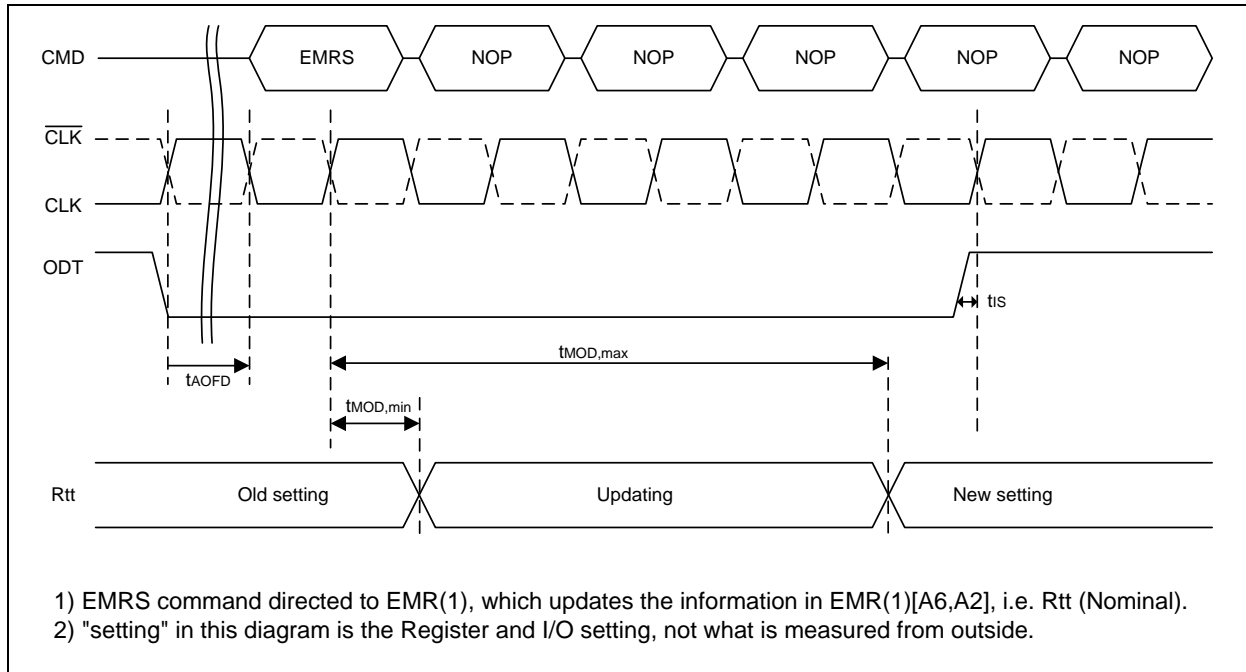 CMD EMRS NOP NOP NOP NOP NOP
CLK
CLK
ODT
tIS
tMOD,max
tAOFD
tMOD,min
Rtt Old setting Updating New setting
1) EMRS command directed to EMR(1), which updates the information in EMR(1)[A6,A2], i.e. Rtt (Nominal).
2) "setting" in this diagram is the Register and I/O setting, not what is measured from outside.